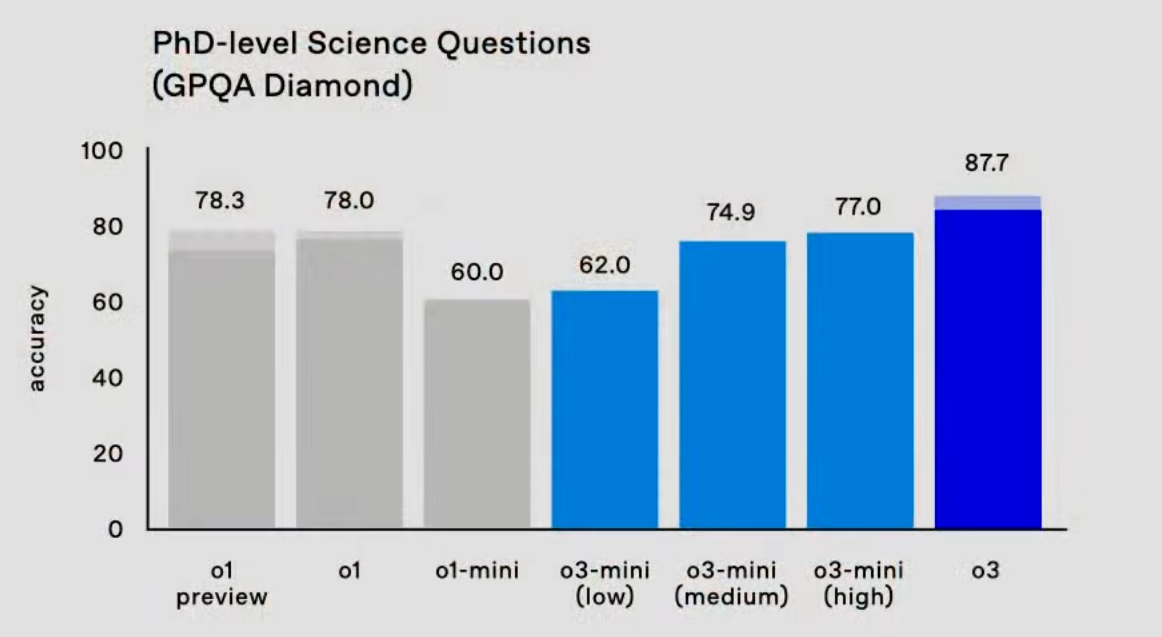 PhD-level Science Questions
(GPQA Diamond)
100
80
60
40
20
0
accuracy
78.3
78.0
60.0
62.0
74.9
77.0
87.7
o1
preview
o1
o1-mini
o3-mini
(low)
o3-mini
(medium)
o3-mini
(high)
o3